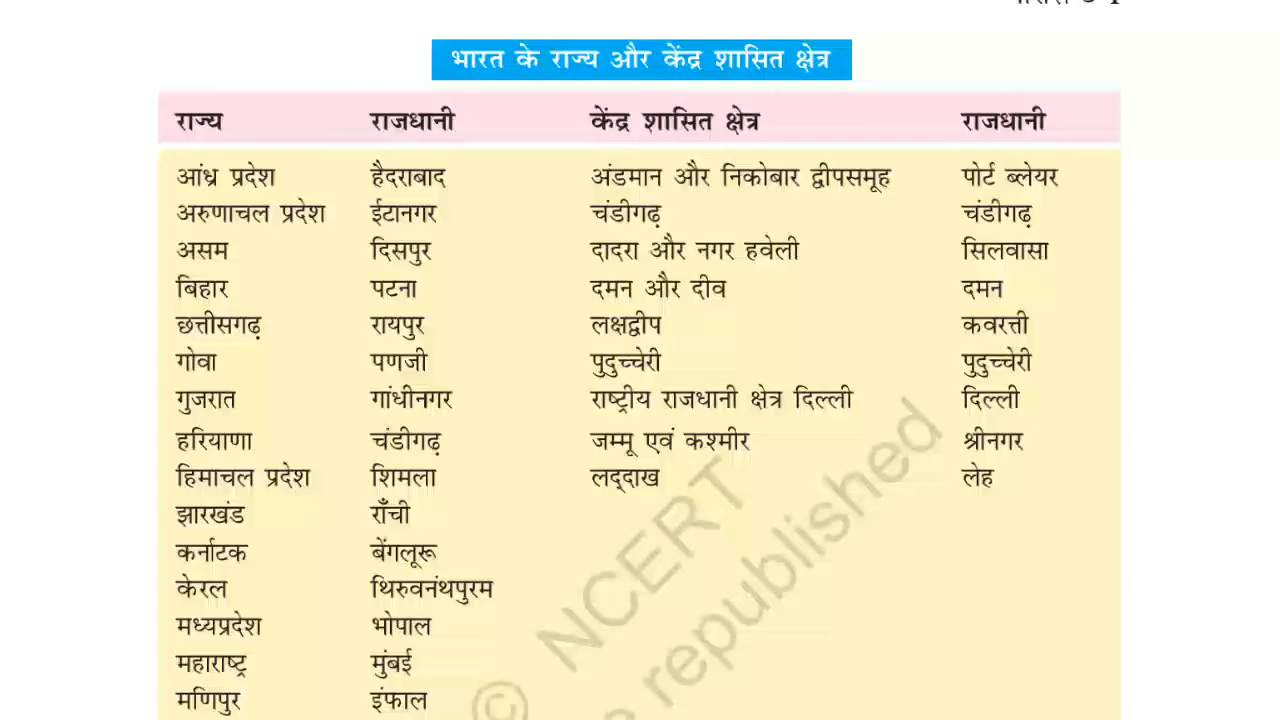 भारत के राज्य और केंद्र शासित क्षेत्र
राज्य राजधानी केंद्र शासित क्षेत्र राजधानी
आंध्र प्रदेश हैदराबाद अंडमान और निकोबार द्वीपसमूह पोर्ट ब्लेयर
अरुणाचल प्रदेश ईटानगर चंडीगढ़ चंडीगढ़
असम दिसपुर दादरा और नगर हवेली सिलवासा
बिहार पटना दमन और दीव दमन
छत्तीसगढ़ रायपुर लक्षद्वीप कवरत्ती
गोवा पणजी पुदुच्चेरी पुदुच्चेरी
गुजरात गांधीनगर राष्ट्रीय राजधानी क्षेत्र दिल्ली दिल्ली
हरियाणा चंडीगढ़ जम्मू एवं कश्मीर श्रीनगर
हिमाचल प्रदेश शिमला लद्दाख लेह
झारखंड राँची
कर्नाटक बेंगलूरू
केरल थिरुवनंथपुरम
मध्यप्रदेश भोपाल
महाराष्ट्र मुंबई
मणिपुर इंफाल
© NCERT
republished